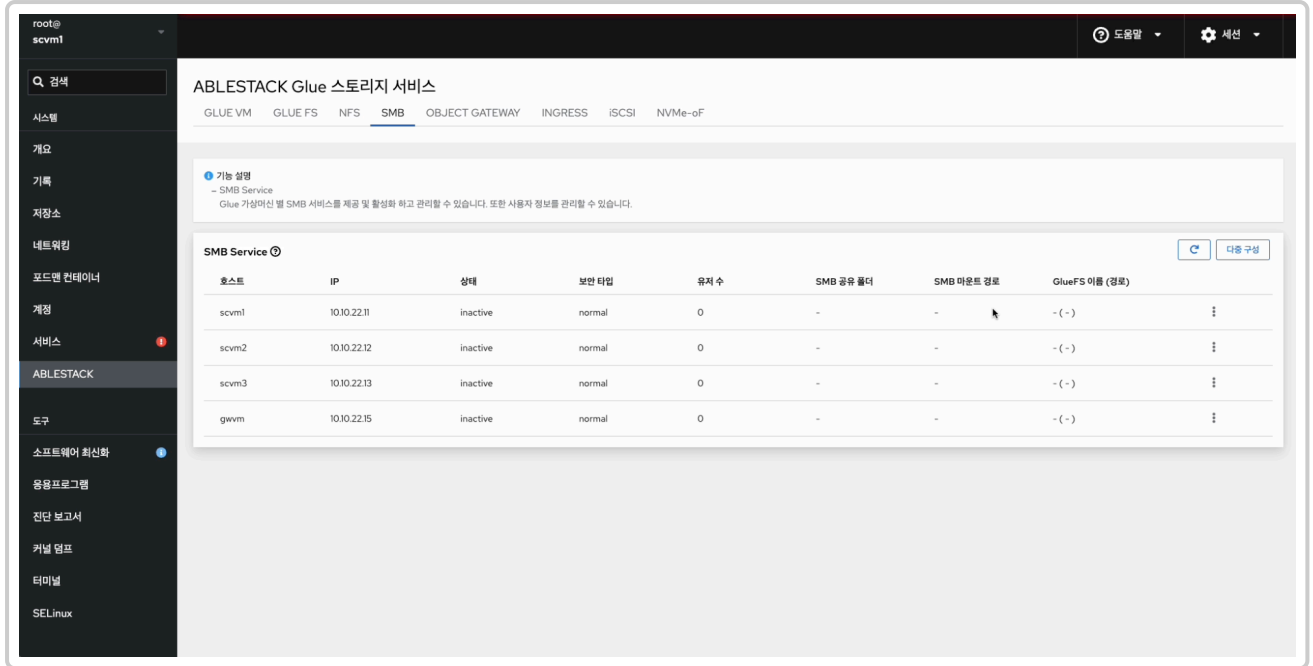 root@
scvm1
도움말
세션
검색
시스템
개요
기록
저장소
네트워킹
포드맨 컨테이너
계정
서비스
ABLESTACK
도구
소프트웨어 최신화
응용프로그램
진단 보고서
커널 덤프
터미널
SELinux
ABLESTACK Glue 스토리지 서비스
GLUE VM GLUE FS NFS SMB OBJECT GATEWAY INGRESS iSCSI NVMe-oF
기능 설명
- SMB Service
Glue 가상머신 별 SMB 서비스를 제공 및 활성화 하고 관리할 수 있습니다. 또한 사용자 정보를 관리할 수 있습니다.
SMB Service
다중 구성
호스트 IP 상태 보안 타입 유저 수 SMB 공유 폴더 SMB 마운트 경로 GlueFS 이름 (경로)
scvm1 10.10.22.11 inactive normal 0 - - - ( - )
scvm2 10.10.22.12 inactive normal 0 - - - ( - )
scvm3 10.10.22.13 inactive normal 0 - - - ( - )
gwvm 10.10.22.15 inactive normal 0 - - - ( - )